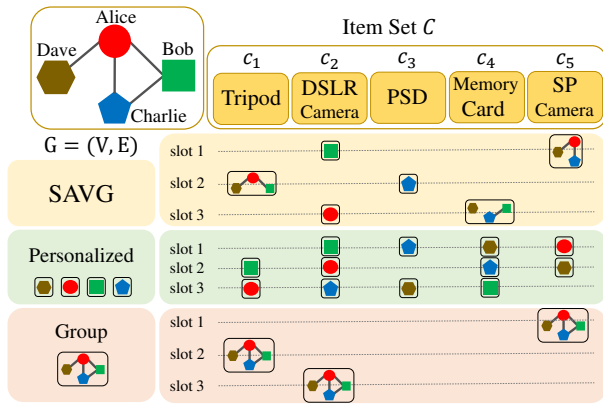 Alice
Dave
Bob
Charlie
G = (V, E)
Item Set C
c1 c2 c3 c4 c5
Tripod
DSLR
Camera
PSD
Memory
Card
SP
Camera
SAVG
slot 1
slot 2
slot 3
Personalized
slot 1
slot 2
slot 3
Group
slot 1
slot 2
slot 3